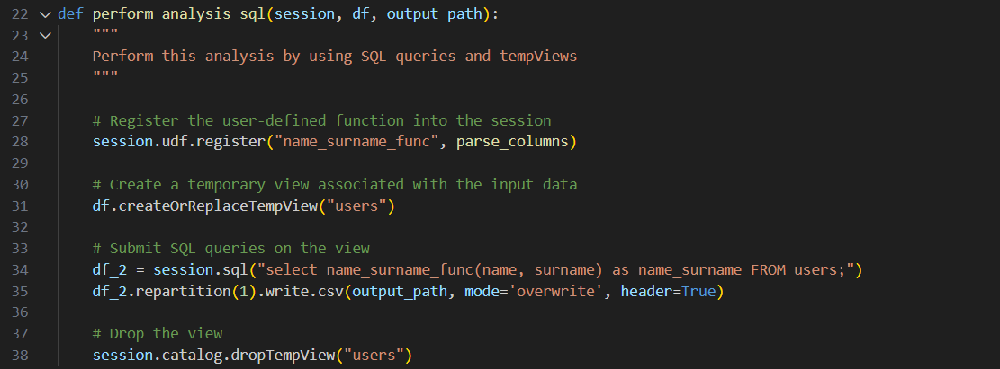 22 def perform_analysis_sql(session, df, output_path):
23     """
24     Perform this analysis by using SQL queries and tempViews
25     """
26
27     # Register the user-defined function into the session
28     session.udf.register("name_surname_func", parse_columns)
29
30     # Create a temporary view associated with the input data
31     df.createOrReplaceTempView("users")
32
33     # Submit SQL queries on the view
34     df_2 = session.sql("select name_surname_func(name, surname) as name_surname FROM users;")
35     df_2.repartition(1).write.csv(output_path, mode='overwrite', header=True)
36
37     # Drop the view
38     session.catalog.dropTempView("users")